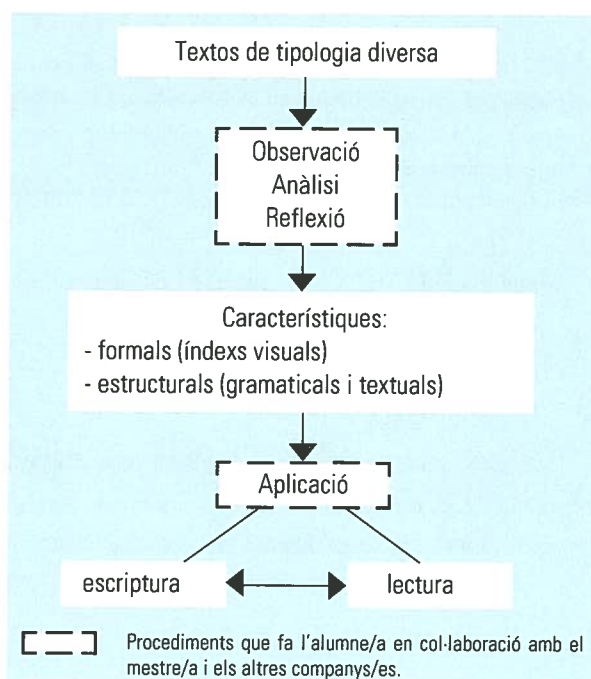 Textos de tipologia diversa
Observació
Anàlisi
Reflexió
Característiques:
- formals (índexs visuals)
- estructurals (gramaticals i textuals)
Aplicació
escriptura
lectura
Procediments que fa l'alumne/a en col·laboració amb el
mestre/a i els altres companys/es.